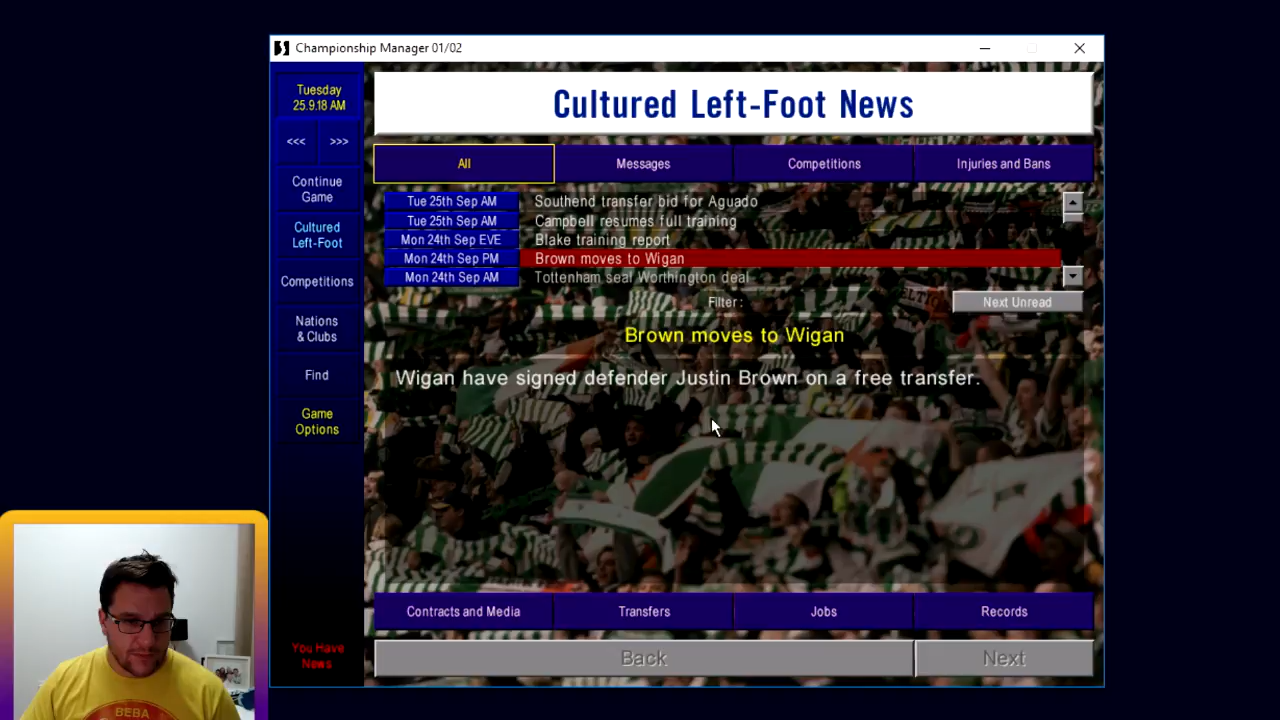 Championship Manager 01/02
Tuesday
25.9.18 AM
<<<
>>>
Continue
Game
Cultured
Left-Foot
Competitions
Nations
& Clubs
Find
Game
Options
You Have
News
Cultured Left-Foot News
All
Messages
Competitions
Injuries and Bans
Tue 25th Sep AM Southend transfer bid for Aguado
Tue 25th Sep AM Campbell resumes full training
Mon 24th Sep EVE Blake training report
Mon 24th Sep PM Brown moves to Wigan
Mon 24th Sep AM Tottenham seal Worthington deal
Filter :
Next Unread
Brown moves to Wigan
Wigan have signed defender Justin Brown on a free transfer.
Contracts and Media
Transfers
Jobs
Records
Back
Next
BEBA